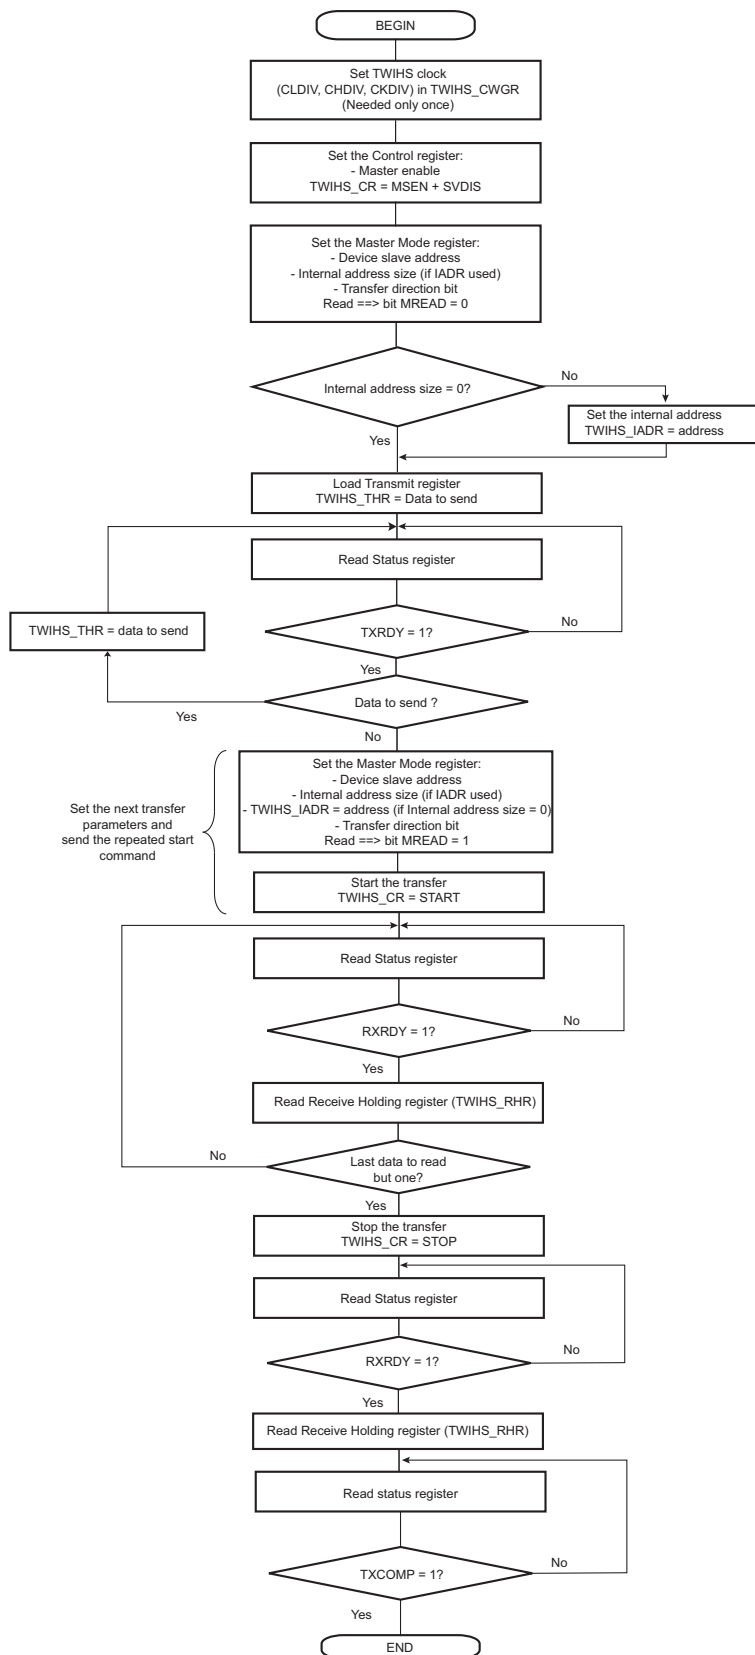 BEGIN
Set TWIHS clock
(CLDIV, CHDIV, CKDIV) in TWIHS_CWGR
(Needed only once)
Set the Control register:
- Master enable
TWIHS_CR = MSEN + SVDIS
Set the Master Mode register:
- Device slave address
- Internal address size (if IADR used)
- Transfer direction bit
Read ==> bit MREAD = 0
Internal address size = 0?
No
Set the internal address
TWIHS_IADR = address
Yes
Load Transmit register
TWIHS_THR = Data to send
Read Status register
TWIHS_THR = data to send
TXRDY = 1?
No
Yes
Data to send ?
Yes
No
Set the next transfer
parameters and
send the repeated start
command
Set the Master Mode register:
- Device slave address
- Internal address size (if IADR used)
- TWIHS_IADR = address (if Internal address size = 0)
- Transfer direction bit
Read ==> bit MREAD = 1
Start the transfer
TWIHS_CR = START
Read Status register
RXRDY = 1?
No
Yes
Read Receive Holding register (TWIHS_RHR)
No
Last data to read
but one?
Yes
Stop the transfer
TWIHS_CR = STOP
Read Status register
RXRDY = 1?
No
Yes
Read Receive Holding register (TWIHS_RHR)
Read status register
TXCOMP = 1?
No
Yes
END